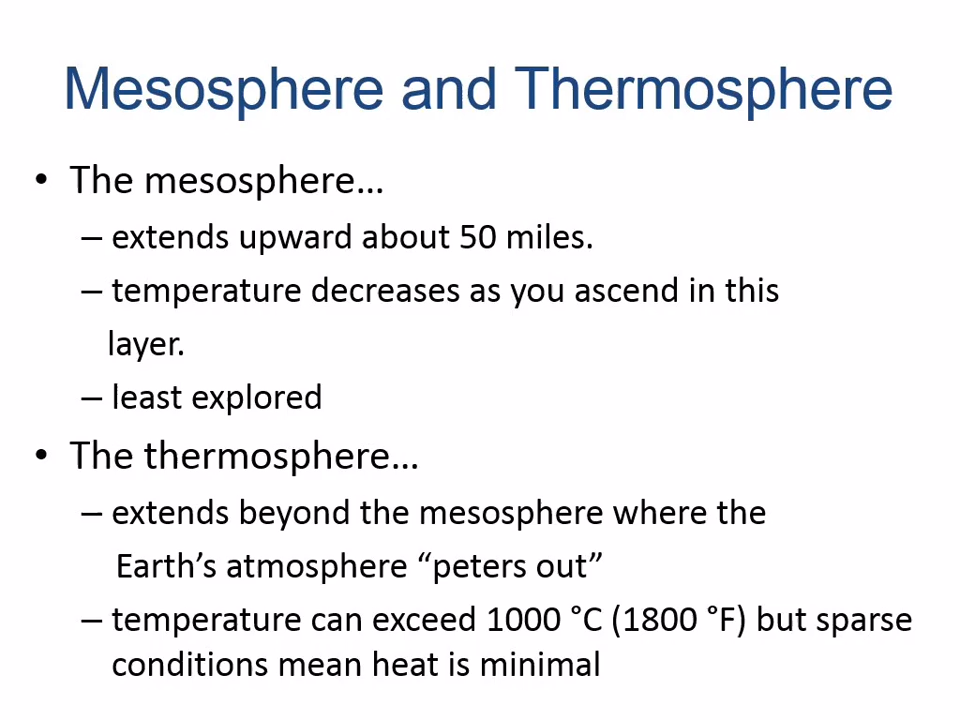 Mesosphere and Thermosphere
• The mesosphere…
– extends upward about 50 miles.
– temperature decreases as you ascend in this
layer.
– least explored
• The thermosphere…
– extends beyond the mesosphere where the
Earth’s atmosphere “peters out”
– temperature can exceed 1000 °C (1800 °F) but sparse
conditions mean heat is minimal